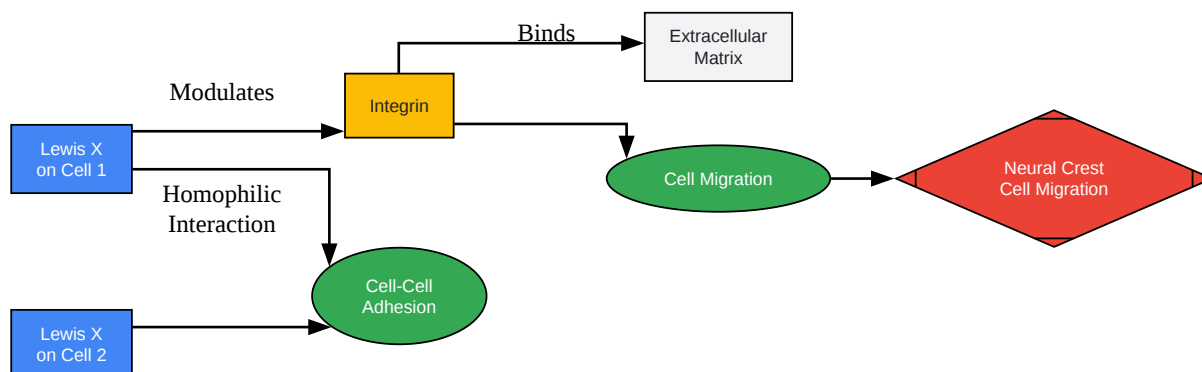 Binds
Extracellular
Matrix
Modulates
Integrin
Lewis X
on Cell 1
Homophilic
Interaction
Cell Migration
Neural Crest
Cell Migration
Cell-Cell
Adhesion
Lewis X
on Cell 2